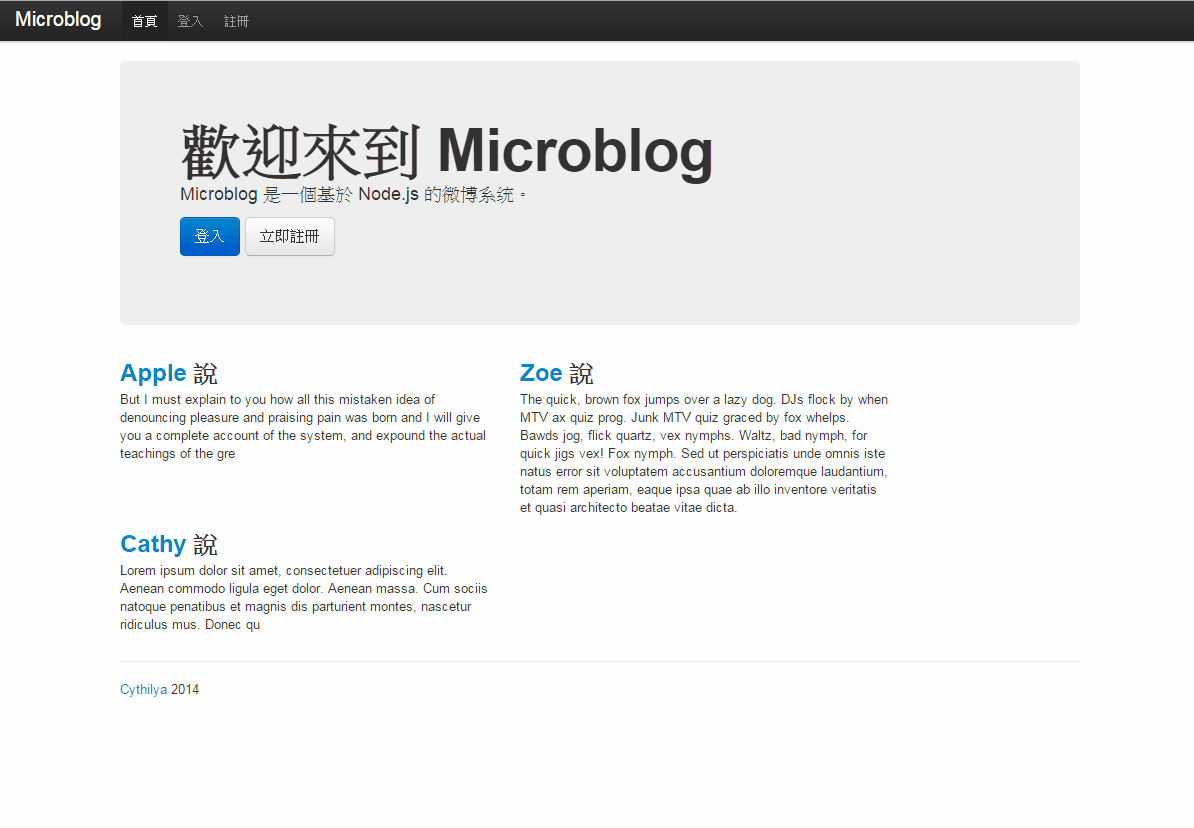 Microblog 首頁 登入 註冊
歡迎來到 Microblog
Microblog 是一個基於 Node.js 的微博系統。
登入 立即註冊
Apple 說
But I must explain to you how all this mistaken idea of
denouncing pleasure and praising pain was born and I will give
you a complete account of the system, and expound the actual
teachings of the gre
Zoe 說
The quick, brown fox jumps over a lazy dog. DJs flock by when
MTV ax quiz prog. Junk MTV quiz graced by fox whelps.
Bawds jog, flick quartz, vex nymphs. Waltz, bad nymph, for
quick jigs vex! Fox nymph. Sed ut perspiciatis unde omnis iste
natus error sit voluptatem accusantium doloremque laudantium,
totam rem aperiam, eaque ipsa quae ab illo inventore veritatis
et quasi architecto beatae vitae dicta.
Cathy 說
Lorem ipsum dolor sit amet, consectetuer adipiscing elit.
Aenean commodo ligula eget dolor. Aenean massa. Cum sociis
natoque penatibus et magnis dis parturient montes, nascetur
ridiculus mus. Donec qu
Cythilya 2014